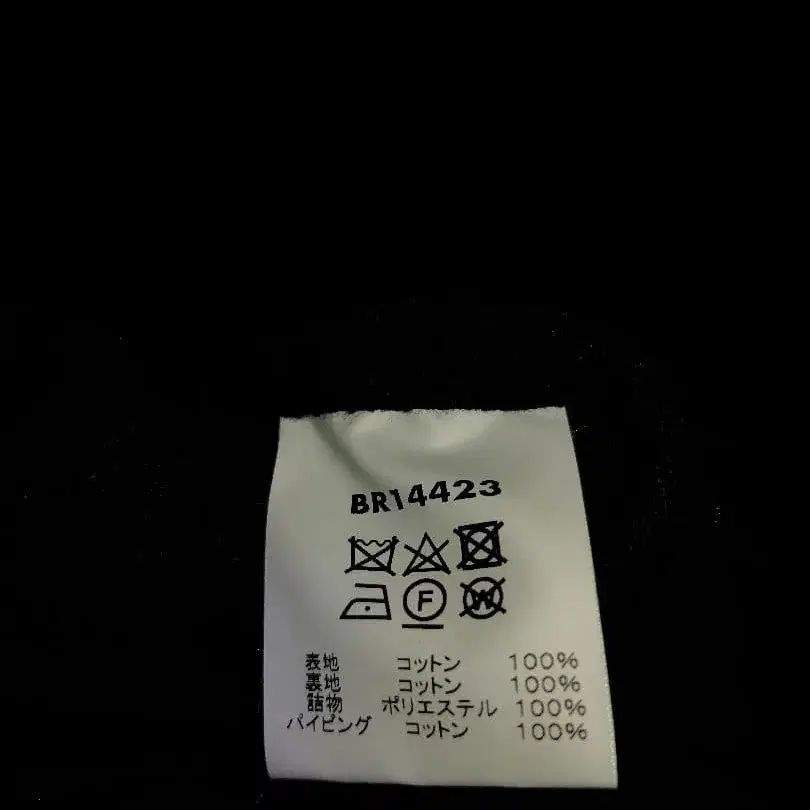 BR14423
F
W
表地 コットン 100%
裏地 コットン 100%
詰物 ポリエステル 100%
パイピング コットン 100%